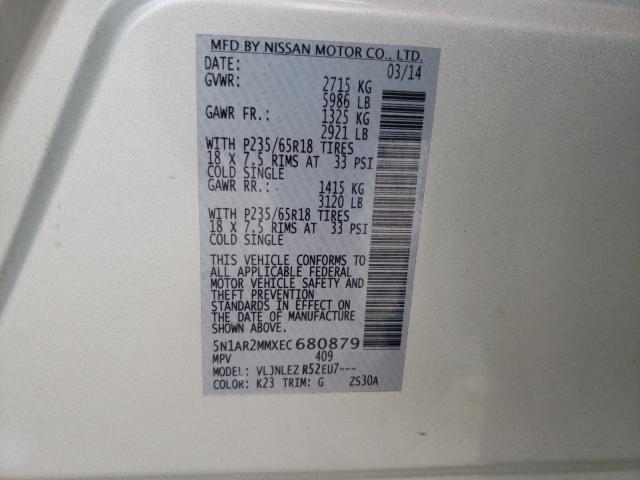 MFD BY NISSAN MOTOR CO., LTD.
DATE: 03/14
GVWR: 2715 KG
5986 LB
GAWR FR.: 1325 KG
2921 LB
WITH P235/65R18 TIRES
18 X 7.5 RIMS AT 33 PSI
COLD SINGLE
GAWR RR.: 1415 KG
3120 LB
WITH P235/65R18 TIRES
18 X 7.5 RIMS AT 33 PSI
COLD SINGLE
THIS VEHICLE CONFORMS TO
ALL APPLICABLE FEDERAL
MOTOR VEHICLE SAFETY AND
THEFT PREVENTION
STANDARDS IN EFFECT ON
THE DATE OF MANUFACTURE
SHOWN ABOVE.
5N1AR2MMXEC680879
MPV 409
MODEL: VLJNLEZ R52EU7---
COLOR: K23 TRIM: G ZS30A